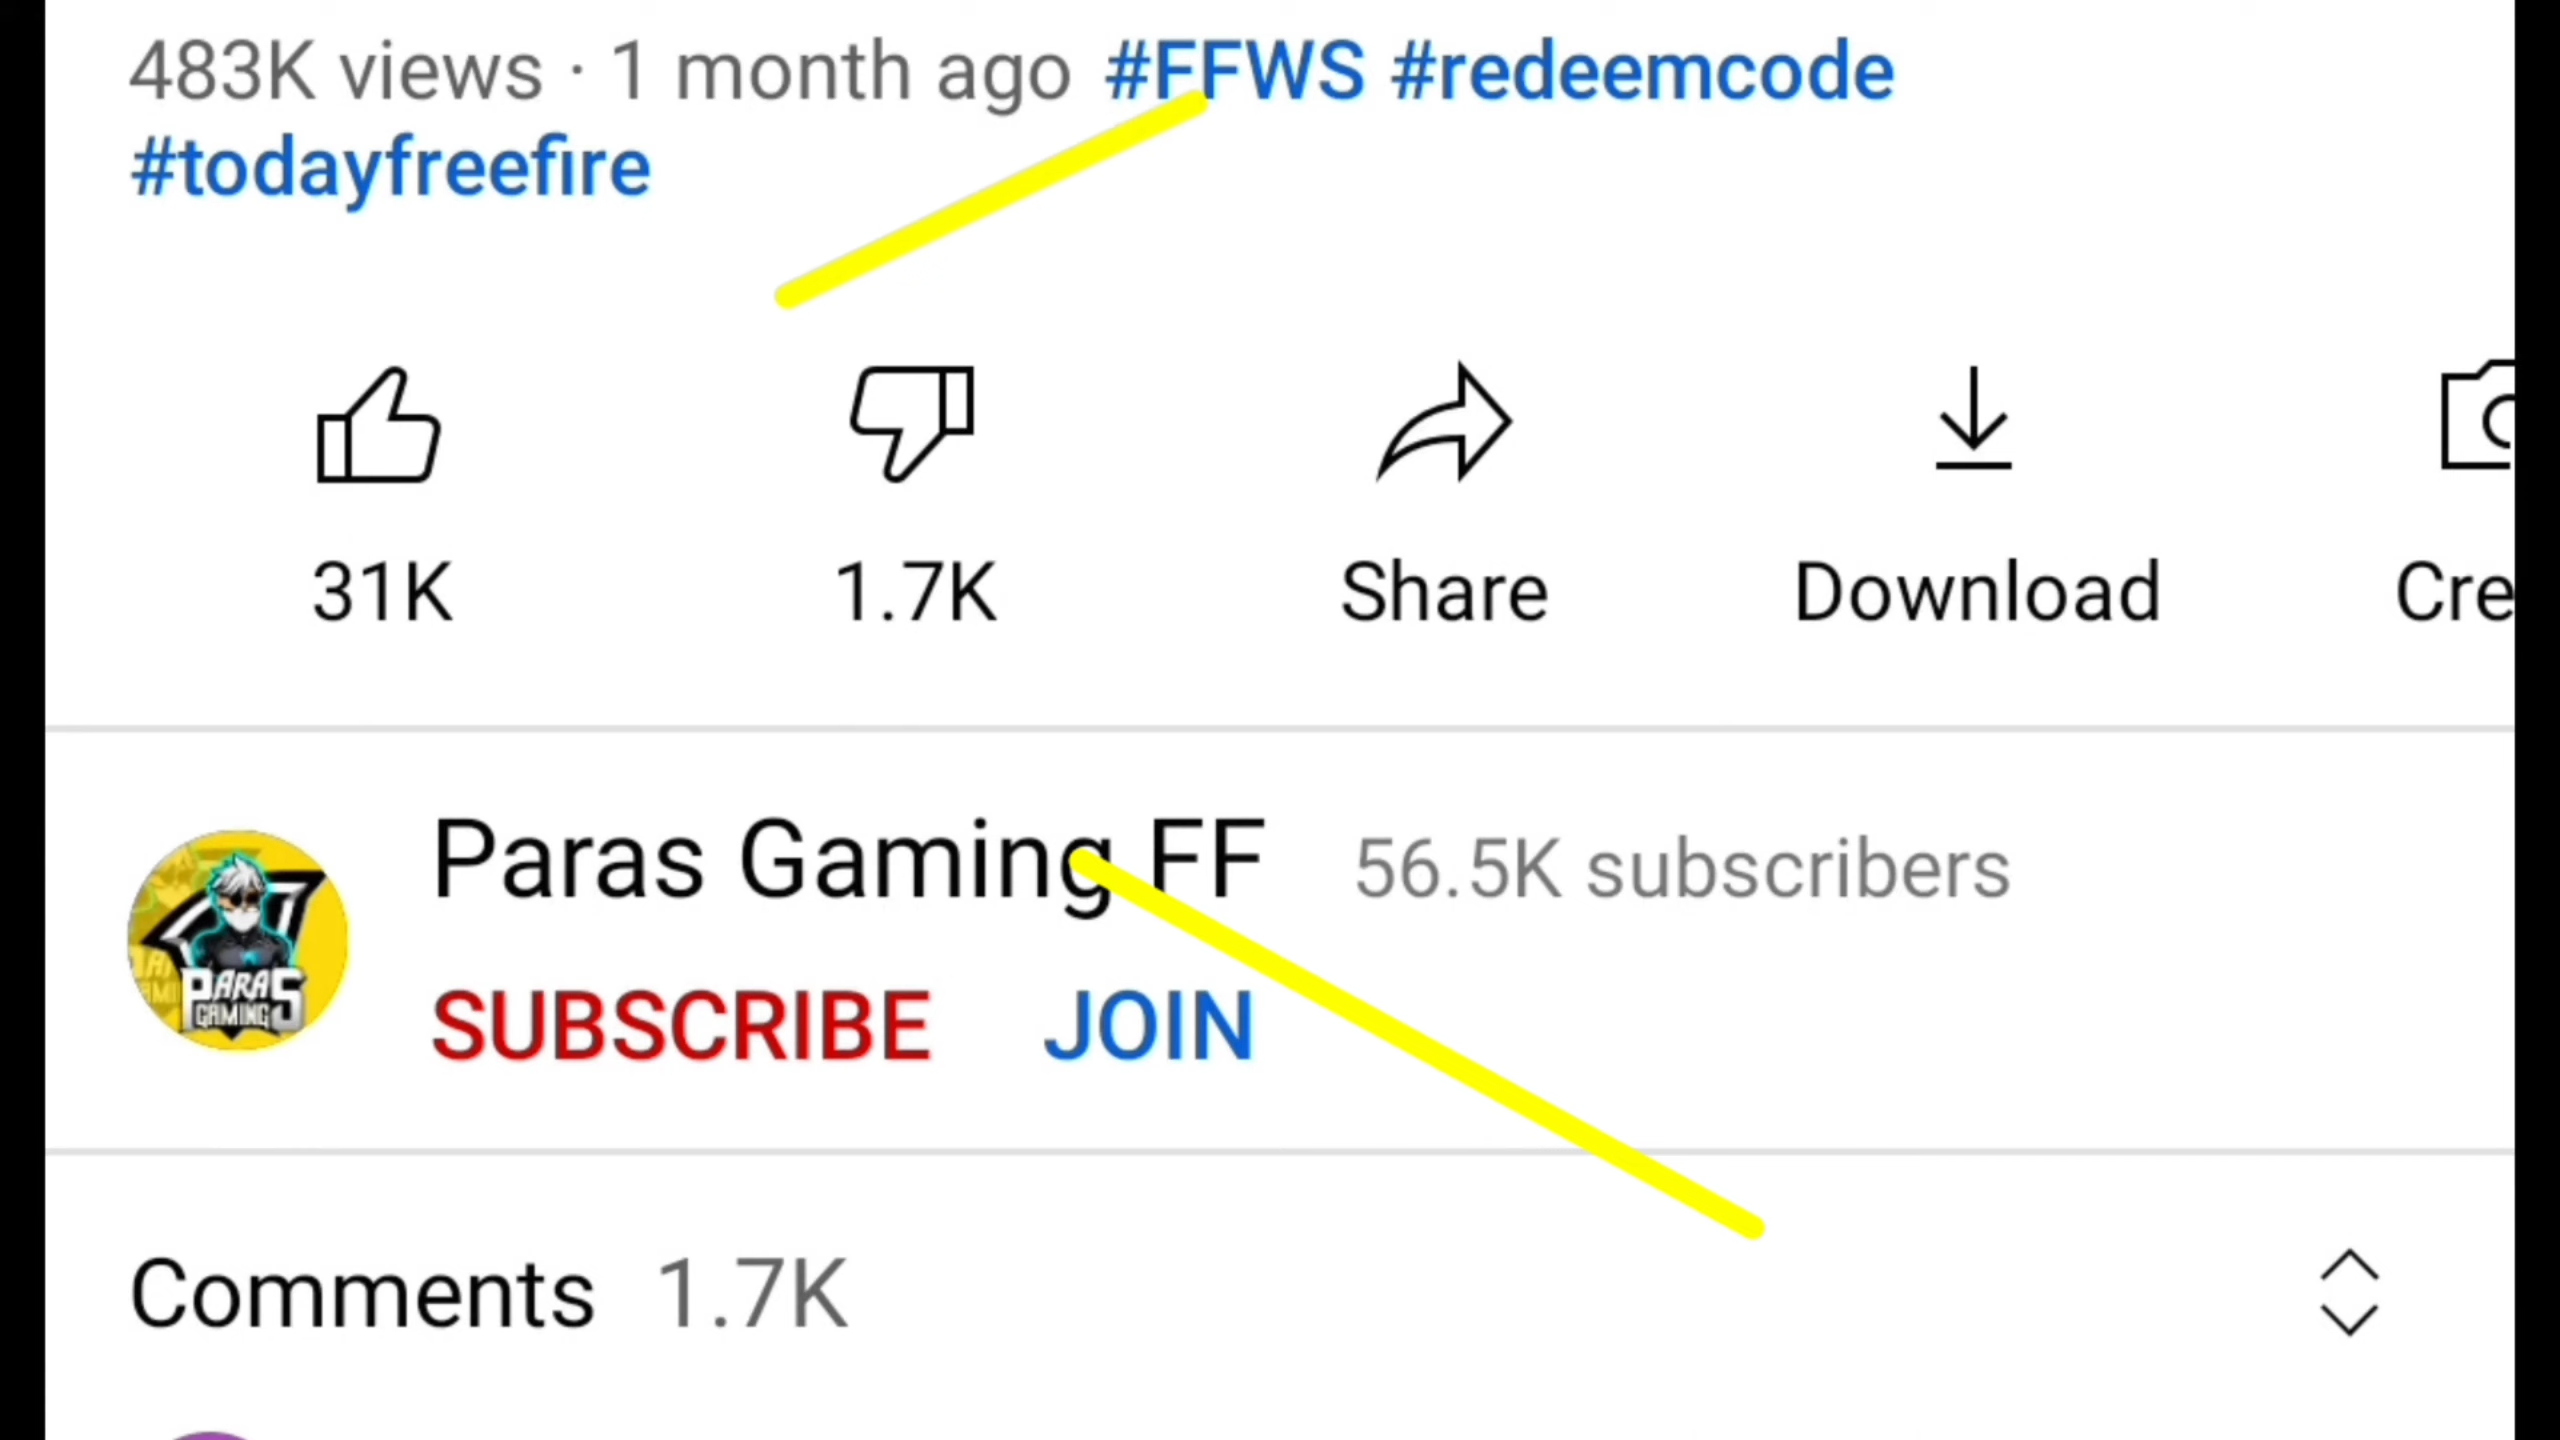 483K views · 1 month ago #FFWS #redeemcode
#todayfreefire
31K 1.7K Share Download Cre
Paras Gaming FF 56.5K subscribers
PARAS
GAMING
SUBSCRIBE JOIN
Comments 1.7K